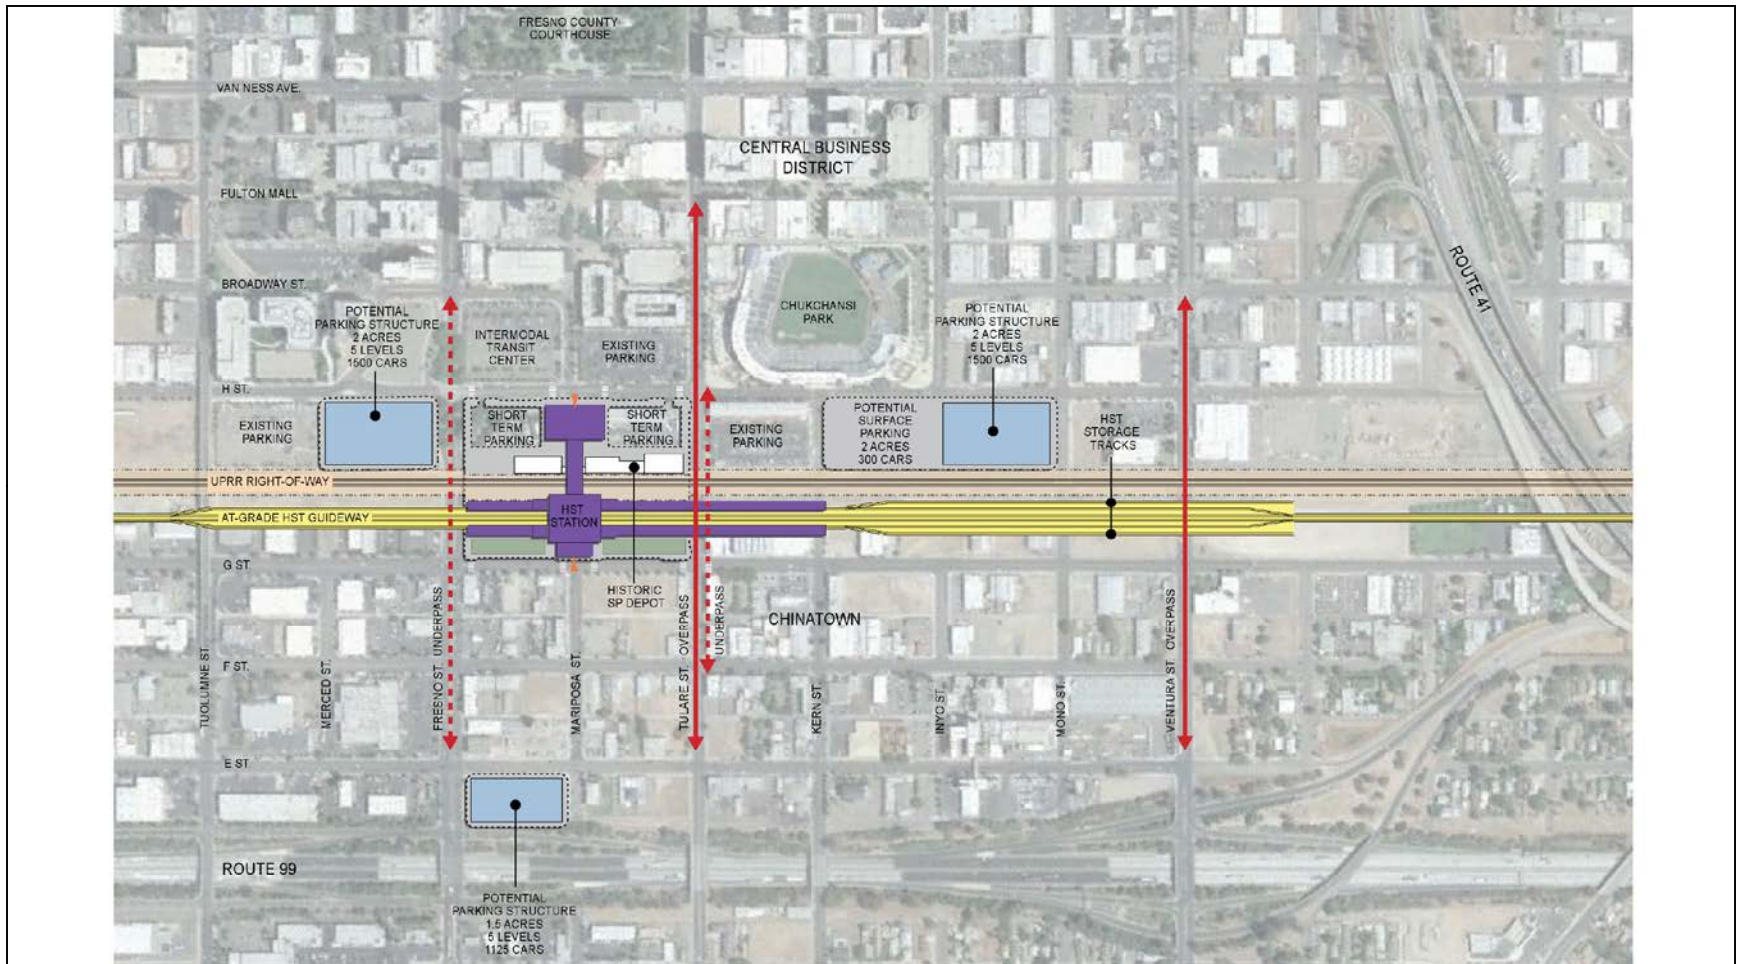 FRESNO COUNTY
COURTHOUSE
VAN NESS AVE.
CENTRAL BUSINESS
DISTRICT
FULTON MALL
BROADWAY ST.
ROUTE 41
POTENTIAL
PARKING STRUCTURE
2 ACRES
5 LEVELS
1500 CARS
INTERMODAL
TRANSIT
CENTER
EXISTING
PARKING
CHUKCHANSI
PARK
POTENTIAL
PARKING STRUCTURE
2 ACRES
5 LEVELS
1500 CARS
H ST.
EXISTING
PARKING
SHORT
TERM
PARKING
SHORT
TERM
PARKING
EXISTING
PARKING
POTENTIAL
SURFACE
PARKING
2 ACRES
300 CARS
HST
STORAGE
TRACKS
UPRR RIGHT-OF-WAY
AT-GRADE HST GUIDEWAY
HST
STATION
G ST.
HISTORIC
SP DEPOT
CHINATOWN
F ST.
TUOLUMNE ST.
MERCED ST.
FRESNO ST. UNDERPASS
MARIPOSA ST.
TULARE ST. OVERPASS
UNDERPASS
KERN ST.
INYO ST.
MONO ST.
VENTURA ST. OVERPASS
E ST.
ROUTE 99
POTENTIAL
PARKING STRUCTURE
1.5 ACRES
5 LEVELS
1125 CARS